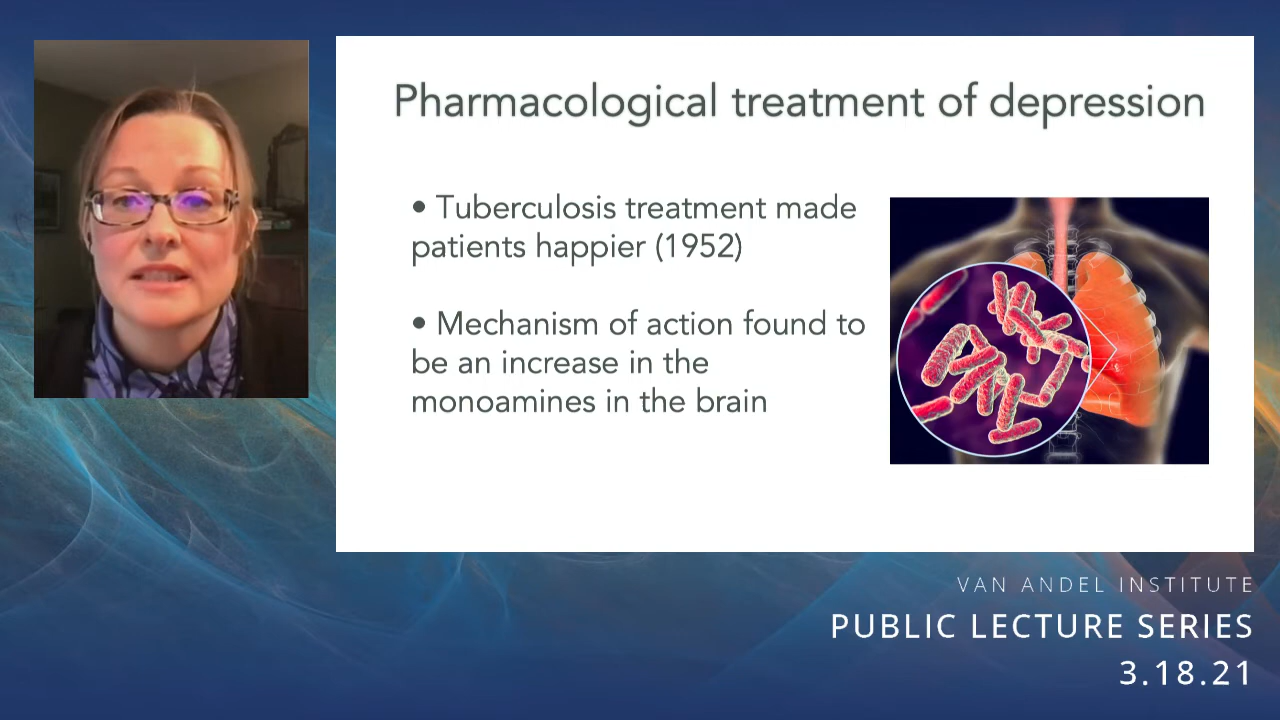 Pharmacological treatment of depression
• Tuberculosis treatment made
patients happier (1952)
• Mechanism of action found to
be an increase in the
monoamines in the brain
VAN ANDEL INSTITUTE
PUBLIC LECTURE SERIES
3.18.21